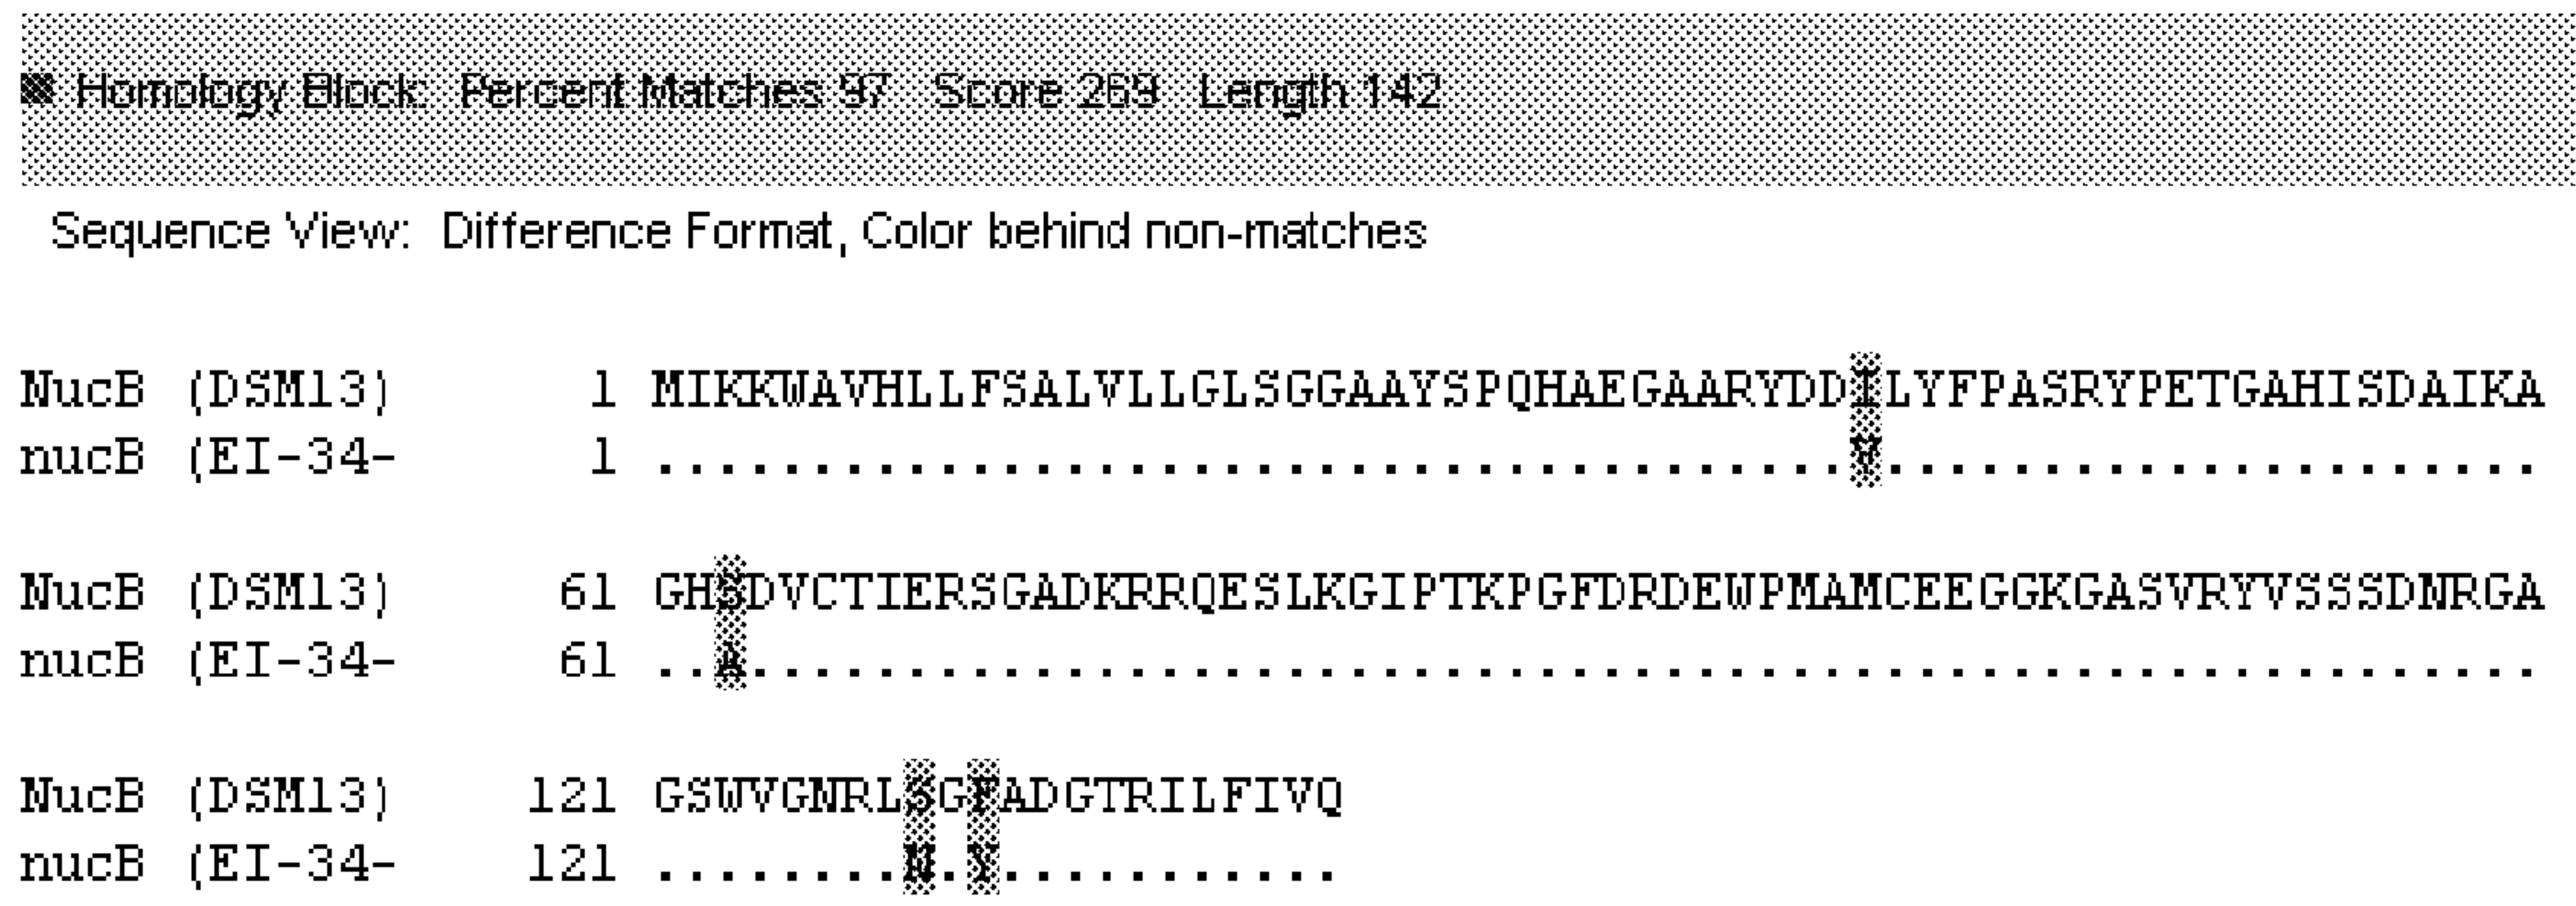 Homology Block: Percent Matches 97 Score 269 Length 142
Sequence View: Difference Format, Color behind non-matches
NucB (DSM13) 1 MIKKWAVHLLFSALVLLGLSGGAAYSPQHAEGAARYDDILYFPASRYPETGAHISDAIKA
nucB (EI-34- 1 ......................................V.....................
NucB (DSM13) 61 GHSDVCTIERSGADKRRQESLKGIPTKPGFDRDEWPMAMCEEGGKGASVRYVSSSDNRGA
nucB (EI-34- 61 ..A.........................................................
NucB (DSM13) 121 GSWVGNRLSGFADGTRILFIVQ
nucB (EI-34- 121 ........N.Y...........